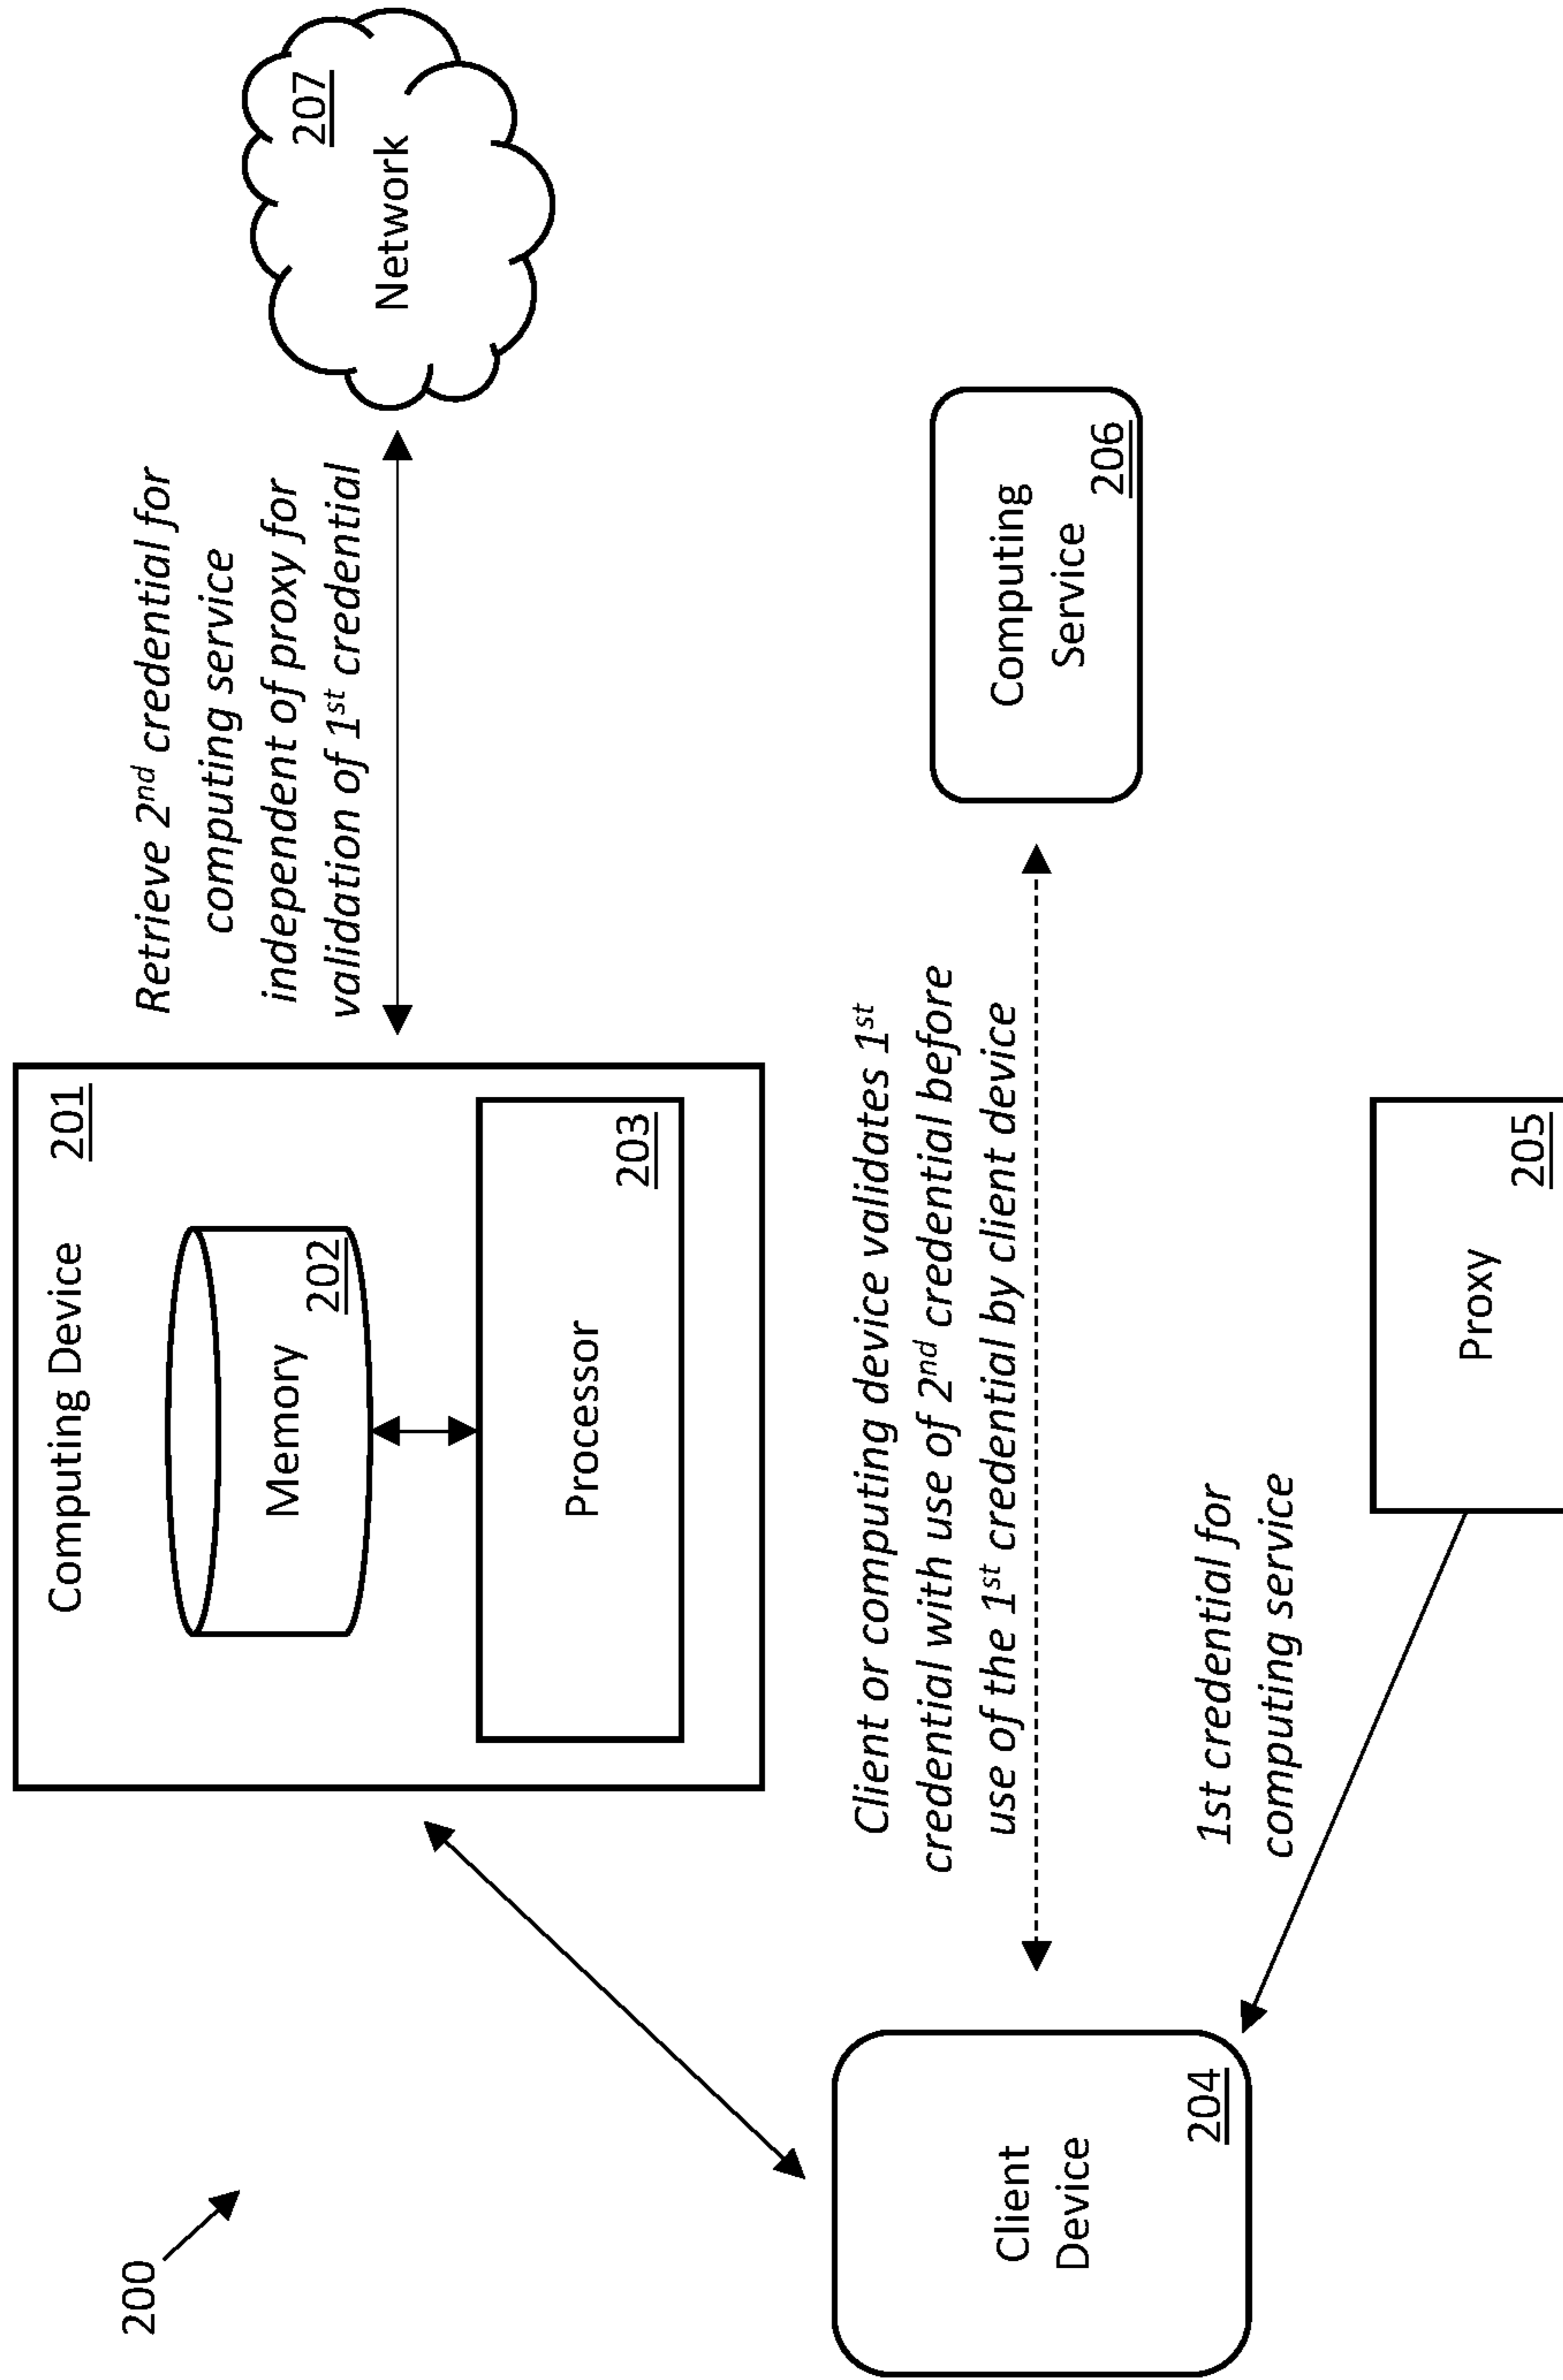 200
Computing Device
201
Memory
202
Processor
203
Retrieve 2nd credential for
computing service
independent of proxy for
validation of 1st credential
Network
207
Client or computing device validates 1st
credential with use of 2nd credential before
use of the 1st credential by client device
Client
Device
204
Computing
Service
206
1st credential for
computing service
Proxy
205